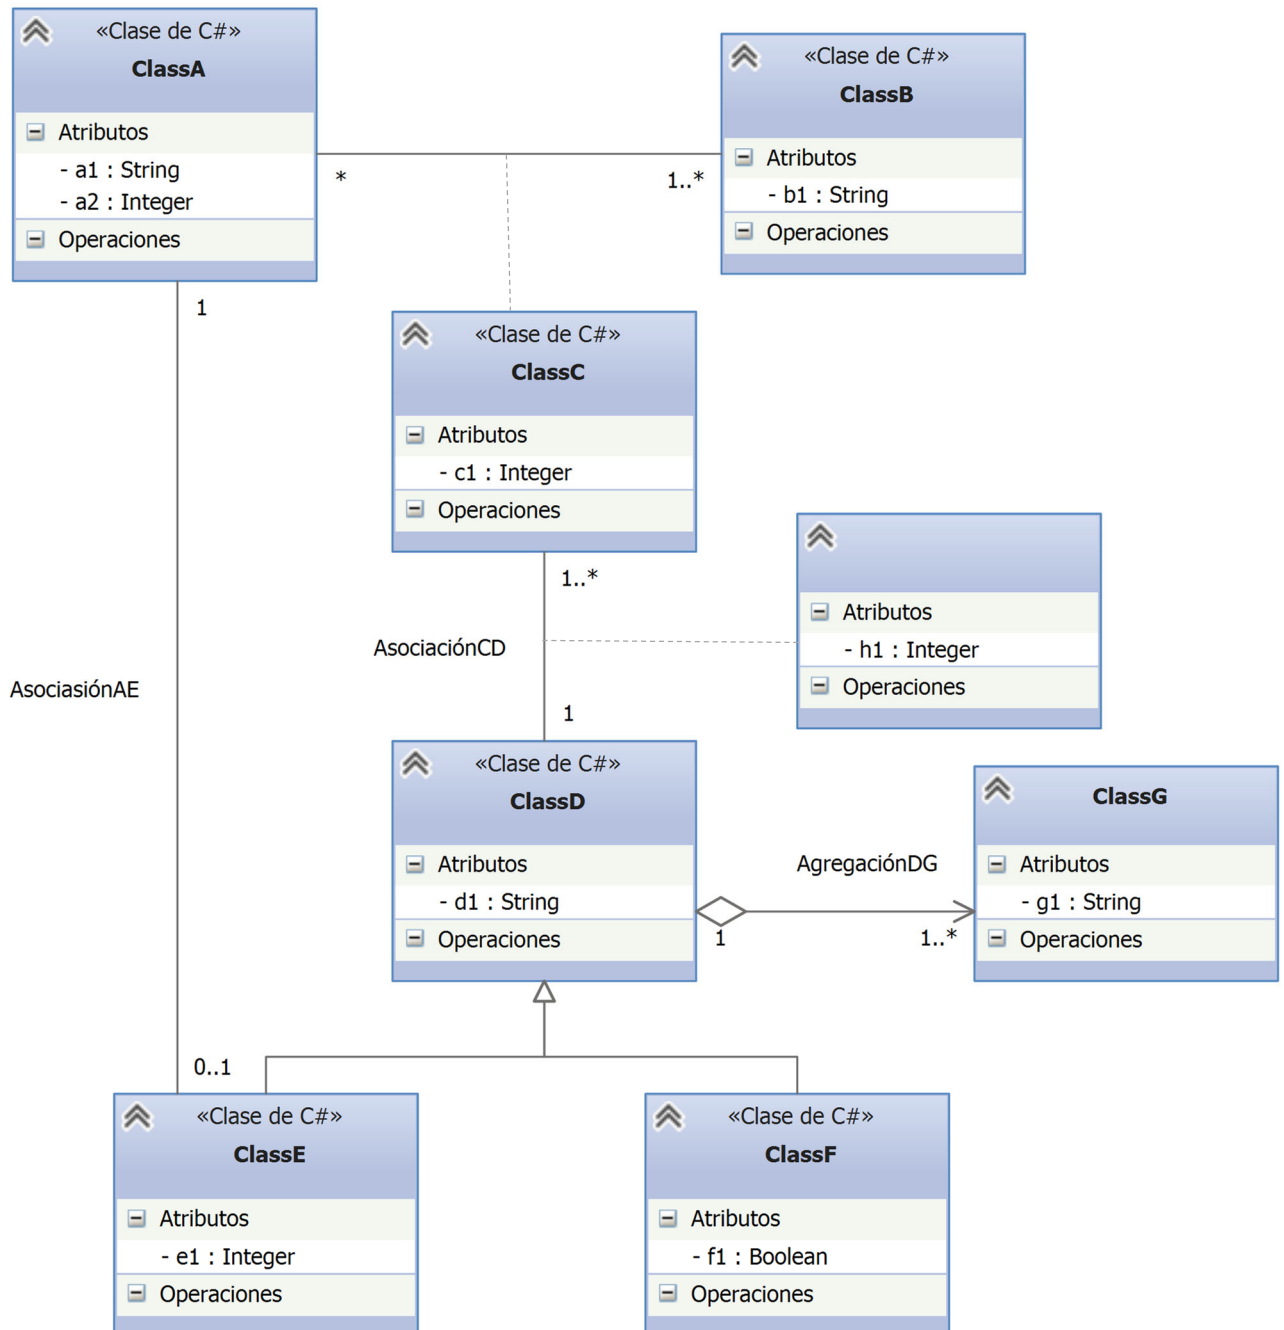 «Clase de C#»
ClassA
Atributos
- a1 : String
- a2 : Integer
Operaciones
«Clase de C#»
ClassB
Atributos
- b1 : String
Operaciones
*
1..*
1
«Clase de C#»
ClassC
Atributos
- c1 : Integer
Operaciones
1..*
AsociaciónCD
1
Atributos
- h1 : Integer
Operaciones
AsociasiónAE
«Clase de C#»
ClassD
Atributos
- d1 : String
Operaciones
AgregaciónDG
1
1..*
ClassG
Atributos
- g1 : String
Operaciones
0..1
«Clase de C#»
ClassE
Atributos
- e1 : Integer
Operaciones
«Clase de C#»
ClassF
Atributos
- f1 : Boolean
Operaciones